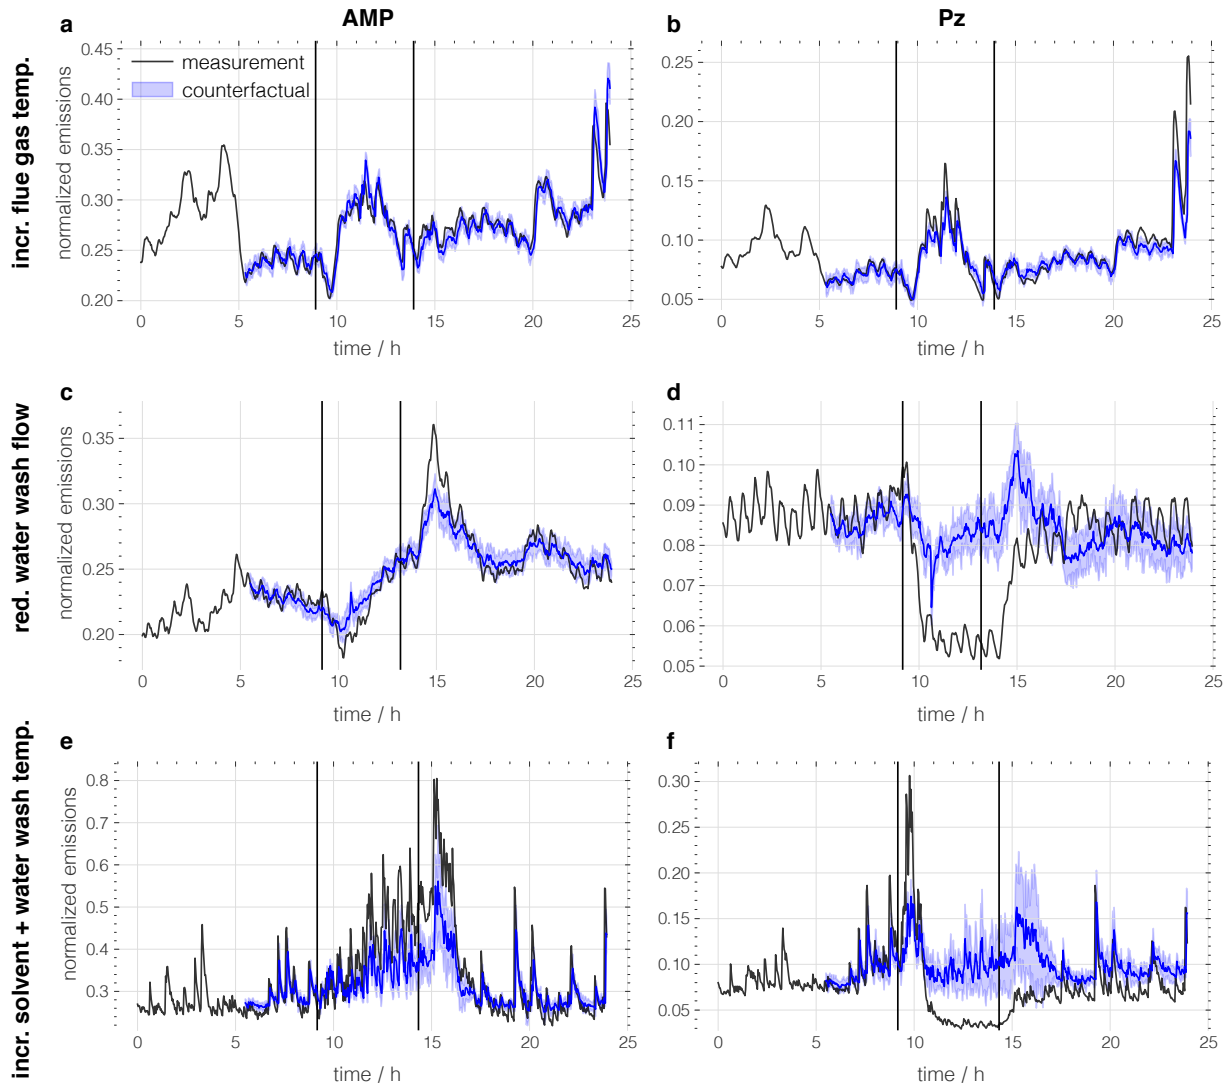 AMP
Pz
a
b
incr. flue gas temp.
normalized emissions
measurement
counterfactual
0.45
0.40
0.35
0.30
0.25
0.20
0.25
0.20
0.15
0.10
0.05
0 5 10 15 20 25
0 5 10 15 20 25
time / h
time / h
c
d
red. water wash flow
normalized emissions
0.35
0.30
0.25
0.20
0.11
0.10
0.09
0.08
0.07
0.06
0.05
0 5 10 15 20 25
0 5 10 15 20 25
time / h
time / h
e
f
incr. solvent + water wash temp.
normalized emissions
0.8
0.7
0.6
0.5
0.4
0.3
0.30
0.25
0.20
0.15
0.10
0.05
0 5 10 15 20 25
0 5 10 15 20 25
time / h
time / h